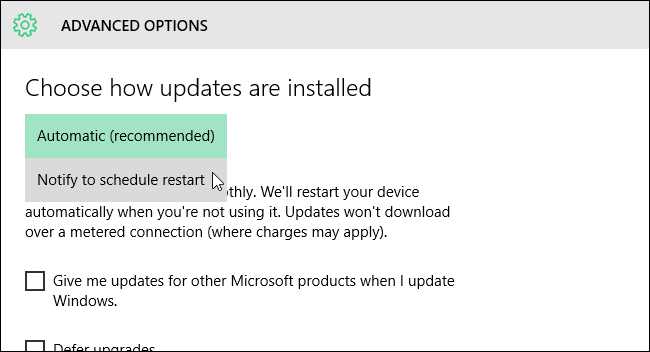 ADVANCED OPTIONS
Choose how updates are installed
Automatic (recommended)
Notify to schedule restart
We'll restart your device
automatically when you're not using it. Updates won't download
over a metered connection (where charges may apply).
Give me updates for other Microsoft products when I update
Windows.
Defer upgrades